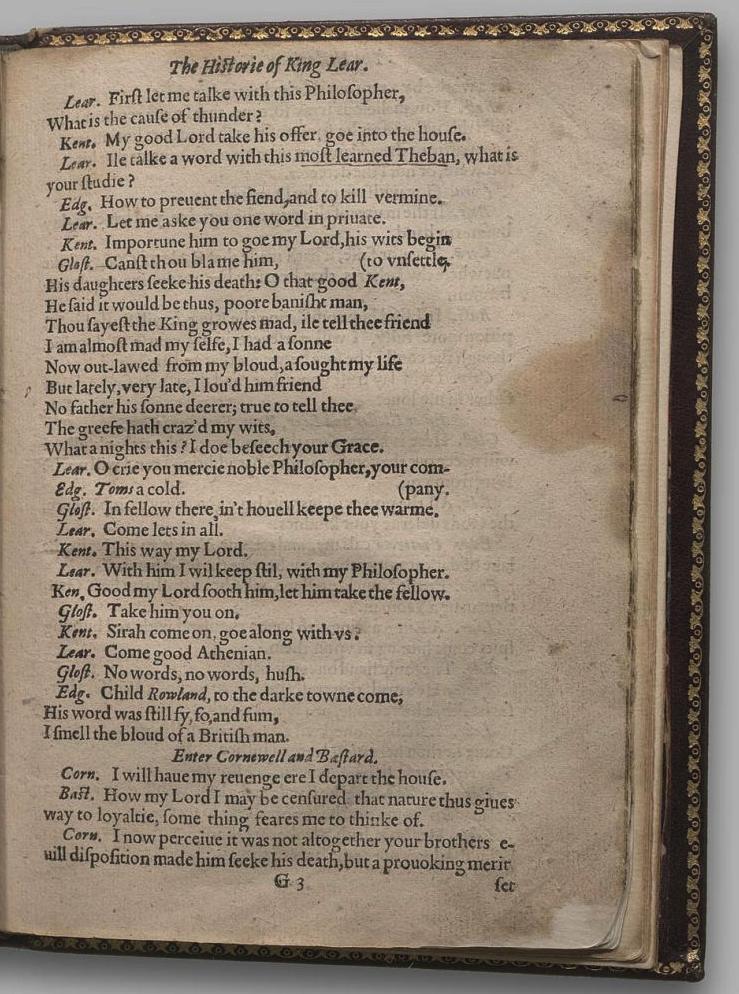 The Hiſtorie of King Lear.
Lear. Firſt let me talke with this Philoſopher,
What is the cauſe of thunder?
Kent. My good Lord take his offer, goe into the houſe.
Lear. Ile talke a word with this moſt learned Theban, what is
your ſtudie?
Edg. How to preuent the fiend, and to kill vermine.
Lear. Let me aske you one word in priuate.
Kent. Importune him to goe my Lord, his wits begin
Gloſt. Canſt thou blame him, (to vnſettle,
His daughters ſeeke his death: O that good Kent,
He ſaid it would be thus, poore baniſht man,
Thou ſayeſt the King growes mad, ile tell thee friend
I am almoſt mad my ſelfe, I had a ſonne
Now out-lawed from my bloud, a ſought my life
But lately, very late, I lou'd him friend
No father his ſonne deerer; true to tell thee
The greefe hath craz'd my wits,
What a nights this? I doe beſeech your Grace.
Lear. O crie you mercie noble Philoſopher, your com-
Edg. Toms a cold. (pany.
Gloſt. In fellow there, in't houell keepe thee warme.
Lear. Come lets in all.
Kent. This way my Lord.
Lear. With him I wil keep ſtil, with my Philoſopher.
Ken. Good my Lord ſooth him, let him take the fellow.
Gloſt. Take him you on.
Kent. Sirah come on, goe along with vs?
Lear. Come good Athenian.
Gloſt. No words, no words, huſh.
Edg. Child Rowland, to the darke towne come,
His word was ſtill fy, fo, and fum,
I ſmell the bloud of a Britiſh man.
Enter Cornewell and Baſtard.
Corn. I will haue my reuenge ere I depart the houſe.
Baſt. How my Lord I may be cenſured that nature thus giues
way to loyaltie, ſome thing feares me to thinke of.
Corn. I now perceiue it was not altogether your brothers e-
uill diſpoſition made him ſeeke his death, but a prouoking merit
G 3 ſet